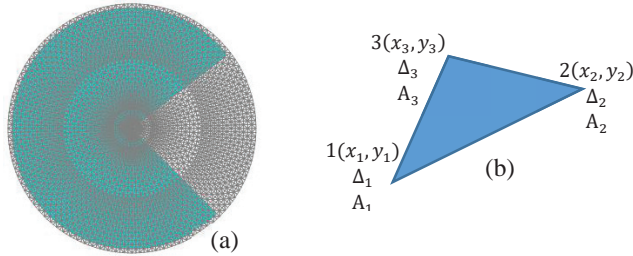 3(x₃, y₃)
Δ₃
A₃
2(x₂, y₂)
Δ₂
A₂
1(x₁, y₁)
Δ₁
A₁
(a)
(b)